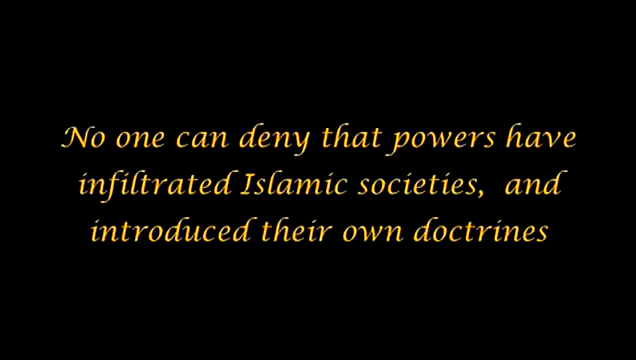 No one can deny that powers have
infiltrated Islamic societies, and
introduced their own doctrines